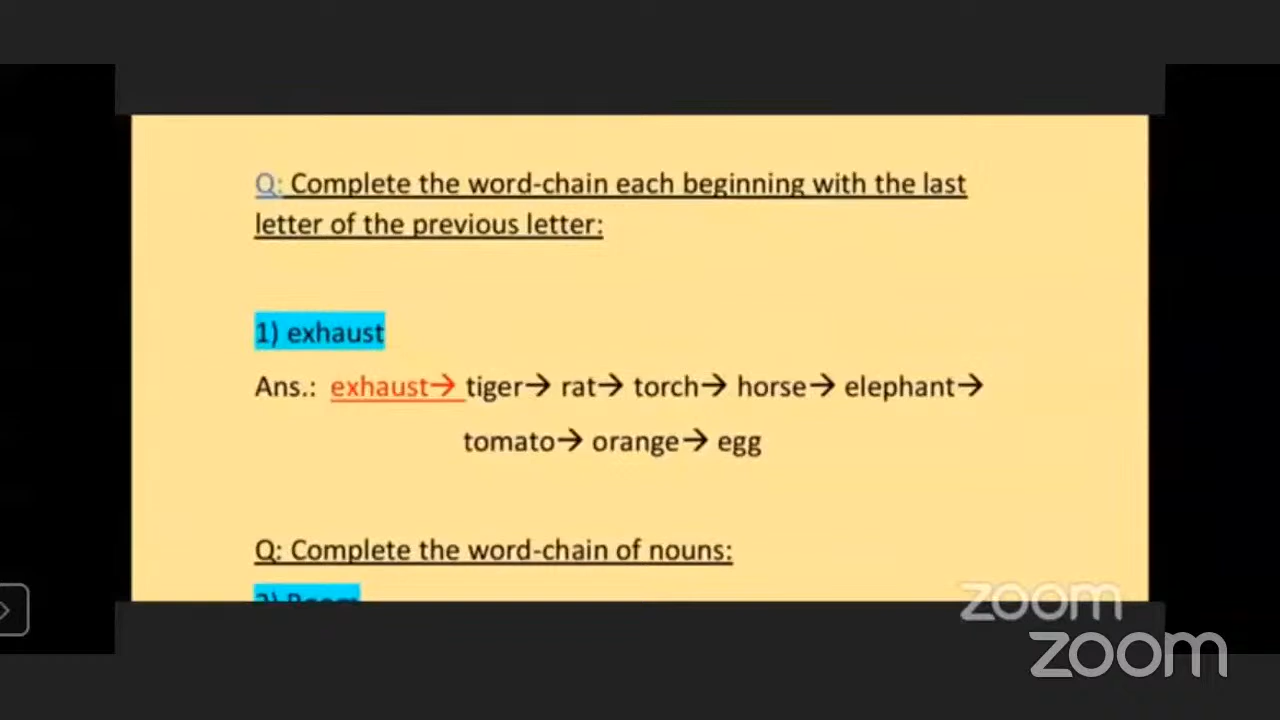 Q: Complete the word-chain each beginning with the last
letter of the previous letter:
1) exhaust
Ans.: exhaust→ tiger→ rat→ torch→ horse→ elephant→
tomato→ orange→ egg
Q: Complete the word-chain of nouns:
zoom
zoom